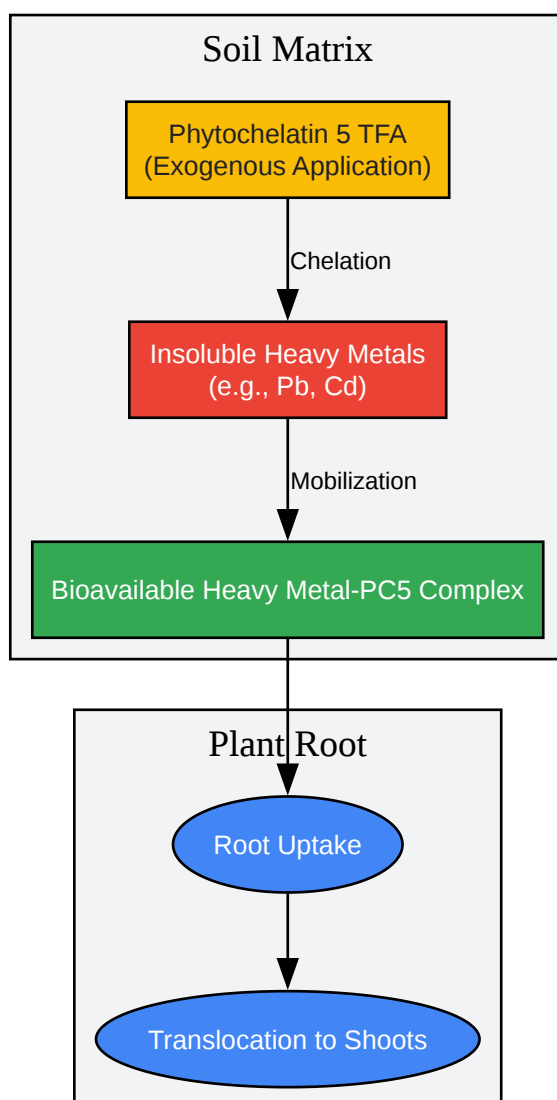 Soil Matrix
Phytochelatin 5 TFA
(Exogenous Application)
Chelation
Insoluble Heavy Metals
(e.g., Pb, Cd)
Mobilization
Bioavailable Heavy Metal-PC5 Complex
Plant Root
Root Uptake
Translocation to Shoots